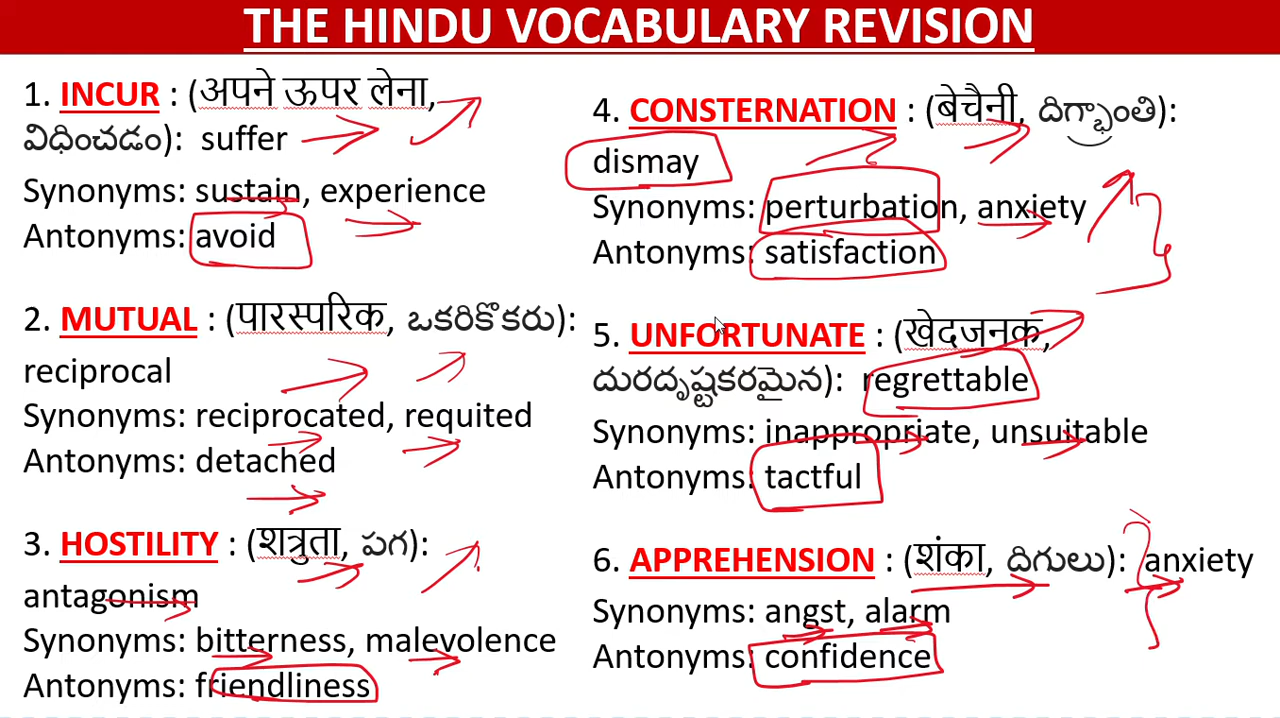 THE HINDU VOCABULARY REVISION
1. INCUR : (अपने ऊपर लेना,
విధించడం): suffer
Synonyms: sustain, experience
Antonyms: avoid
2. MUTUAL : (पारस्परिक, ఒకరికొకరు):
reciprocal
Synonyms: reciprocated, requited
Antonyms: detached
3. HOSTILITY : (शत्रुता, పగ):
antagonism
Synonyms: bitterness, malevolence
Antonyms: friendliness
4. CONSTERNATION : (बेचैनी, దిగ్భ్రాంతి):
dismay
Synonyms: perturbation, anxiety
Antonyms: satisfaction
5. UNFORTUNATE : (खेदजनक,
దురదృష్టకరమైన): regrettable
Synonyms: inappropriate, unsuitable
Antonyms: tactful
6. APPREHENSION : (शंका, దిగులు): anxiety
Synonyms: angst, alarm
Antonyms: confidence